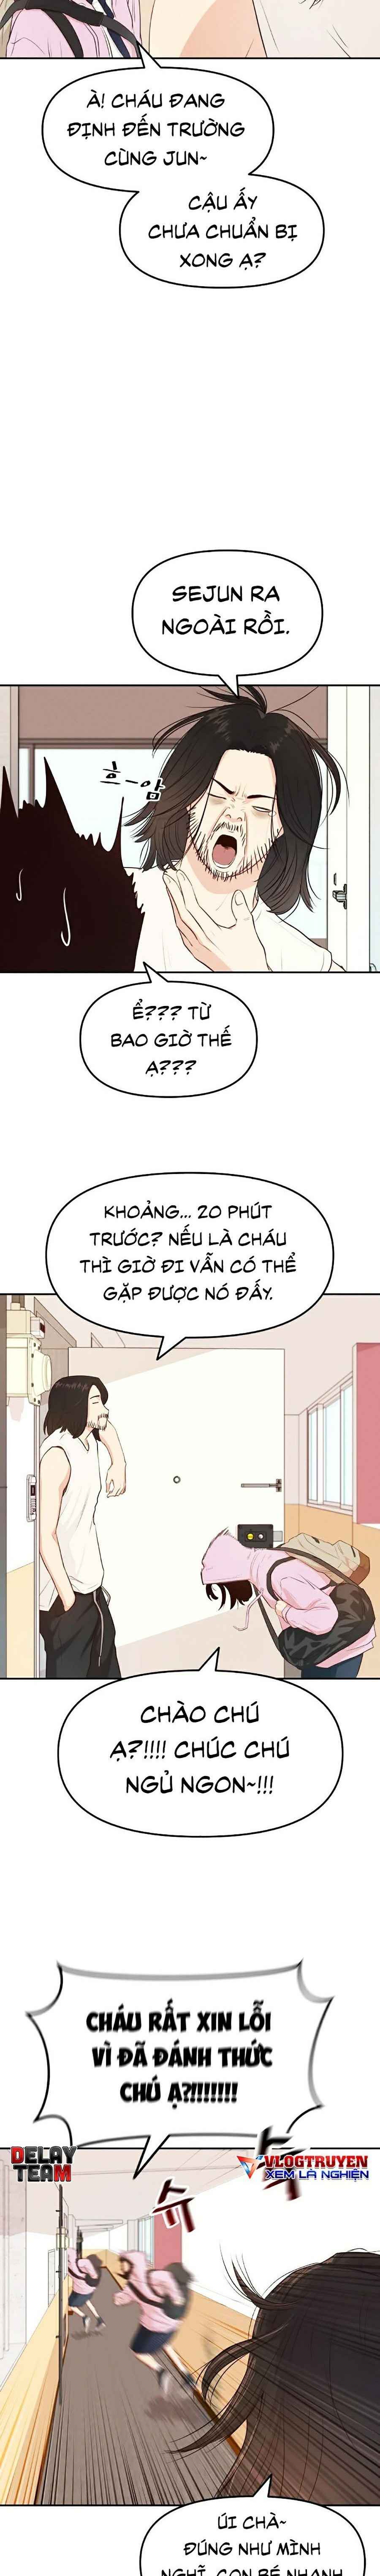 À! CHÁU ĐANG
ĐỊNH ĐẾN TRƯỜNG
CÙNG JUN~
CẬU ẤY
CHƯA CHUẨN BỊ
XONG Ạ?
SEJUN RA
NGOÀI RỒI.
흐-암
Ể??? TỪ
BAO GIỜ THẾ
Ạ???
KHOẢNG... 20 PHÚT
TRƯỚC? NẾU LÀ CHÁU
THÌ GIỜ ĐI VẪN CÓ THỂ
GẶP ĐƯỢC NÓ ĐẤY.
CHÀO CHÚ
Ạ?!!!! CHÚC CHÚ
NGỦ NGON~!!!
CHÁU RẤT XIN LỖI
VÌ ĐÃ ĐÁNH THỨC
CHÚ Ạ?!!!!!!!
DELAY
TEAM
VLOGTRUYEN
XEM LÀ NGHIỆN
슈
슉
ÚI CHÀ~
ĐÚNG NHƯ MÌNH
NGHĨ, CON BÉ NHANH